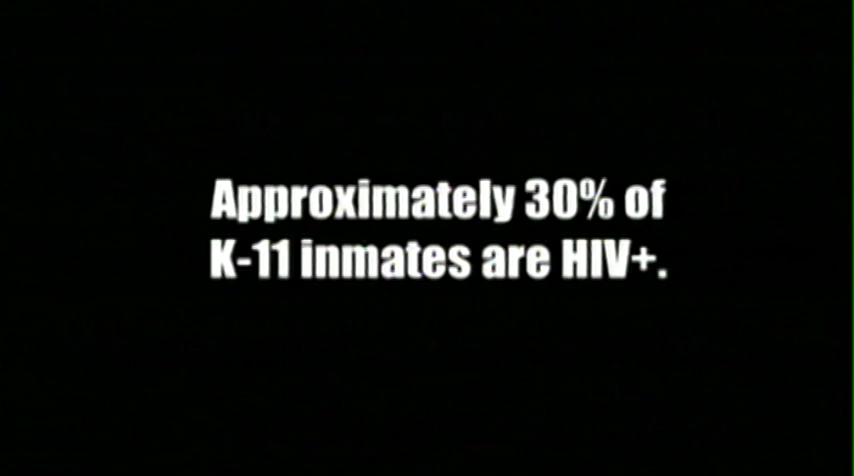 Approximately 30% of
K-11 inmates are HIV+.